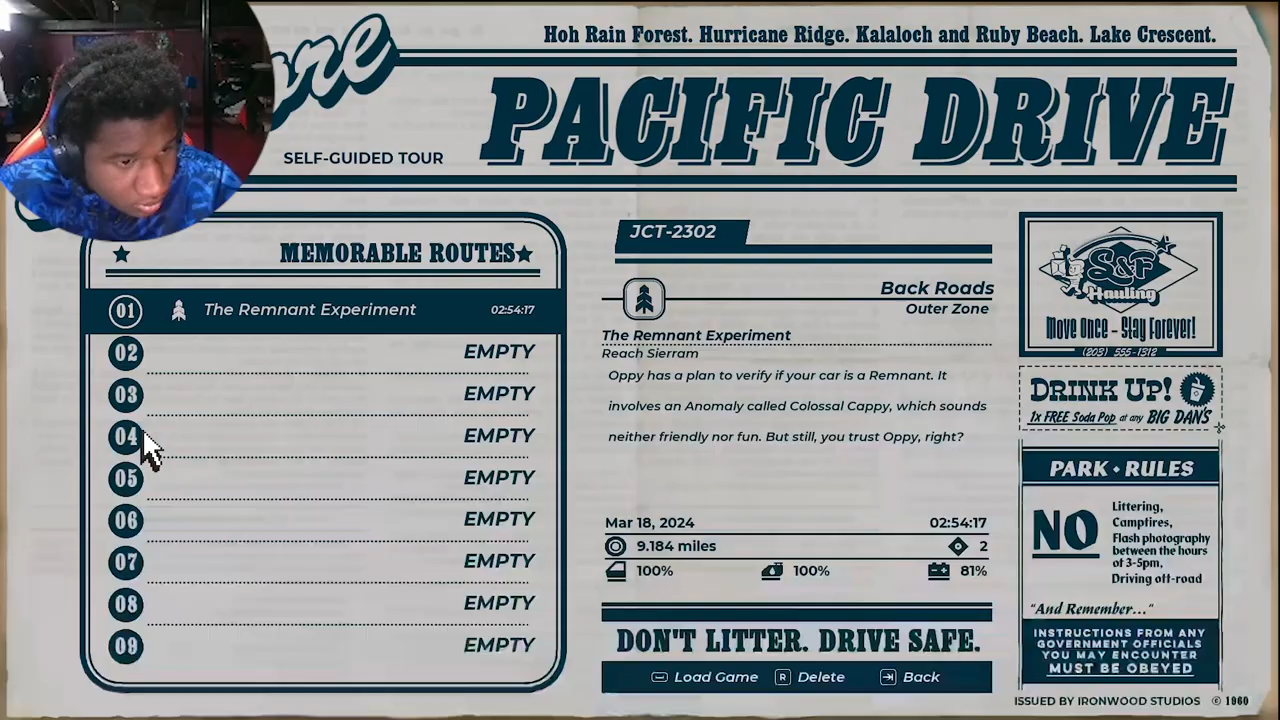 Hoh Rain Forest. Hurricane Ridge. Kalaloch and Ruby Beach. Lake Crescent.
PACIFIC DRIVE
SELF-GUIDED TOUR
MEMORABLE ROUTES
01 The Remnant Experiment 02:54:17
02 EMPTY
03 EMPTY
04 EMPTY
05 EMPTY
06 EMPTY
07 EMPTY
08 EMPTY
09 EMPTY
JCT-2302
Back Roads
Outer Zone
The Remnant Experiment
Reach Sierram
Oppy has a plan to verify if your car is a Remnant. It
involves an Anomaly called Colossal Cappy, which sounds
neither friendly nor fun. But still, you trust Oppy, right?
Mar 18, 2024 02:54:17
9.184 miles 2
100% 100% 81%
DON'T LITTER. DRIVE SAFE.
Load Game R Delete Back
S&F
Hauling
Move Once - Stay Forever!
(203) 555-1312
DRINK UP!
1x FREE Soda Pop at any BIG DAN'S
PARK • RULES
NO
Littering,
Campfires,
Flash photography
between the hours
of 3-5pm,
Driving off-road
"And Remember..."
INSTRUCTIONS FROM ANY
GOVERNMENT OFFICIALS
YOU MAY ENCOUNTER
MUST BE OBEYED
ISSUED BY IRONWOOD STUDIOS © 1960